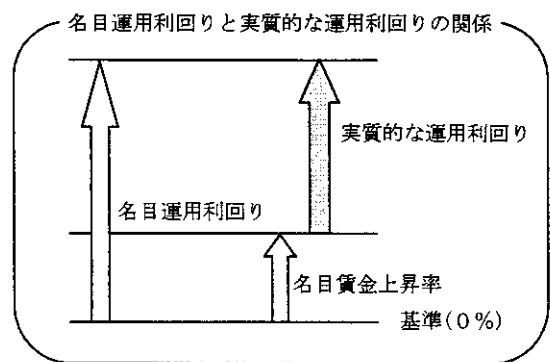 名目運用利回りと実質的な運用利回りの関係
実質的な運用利回り
名目運用利回り
名目賃金上昇率
基準(0%)